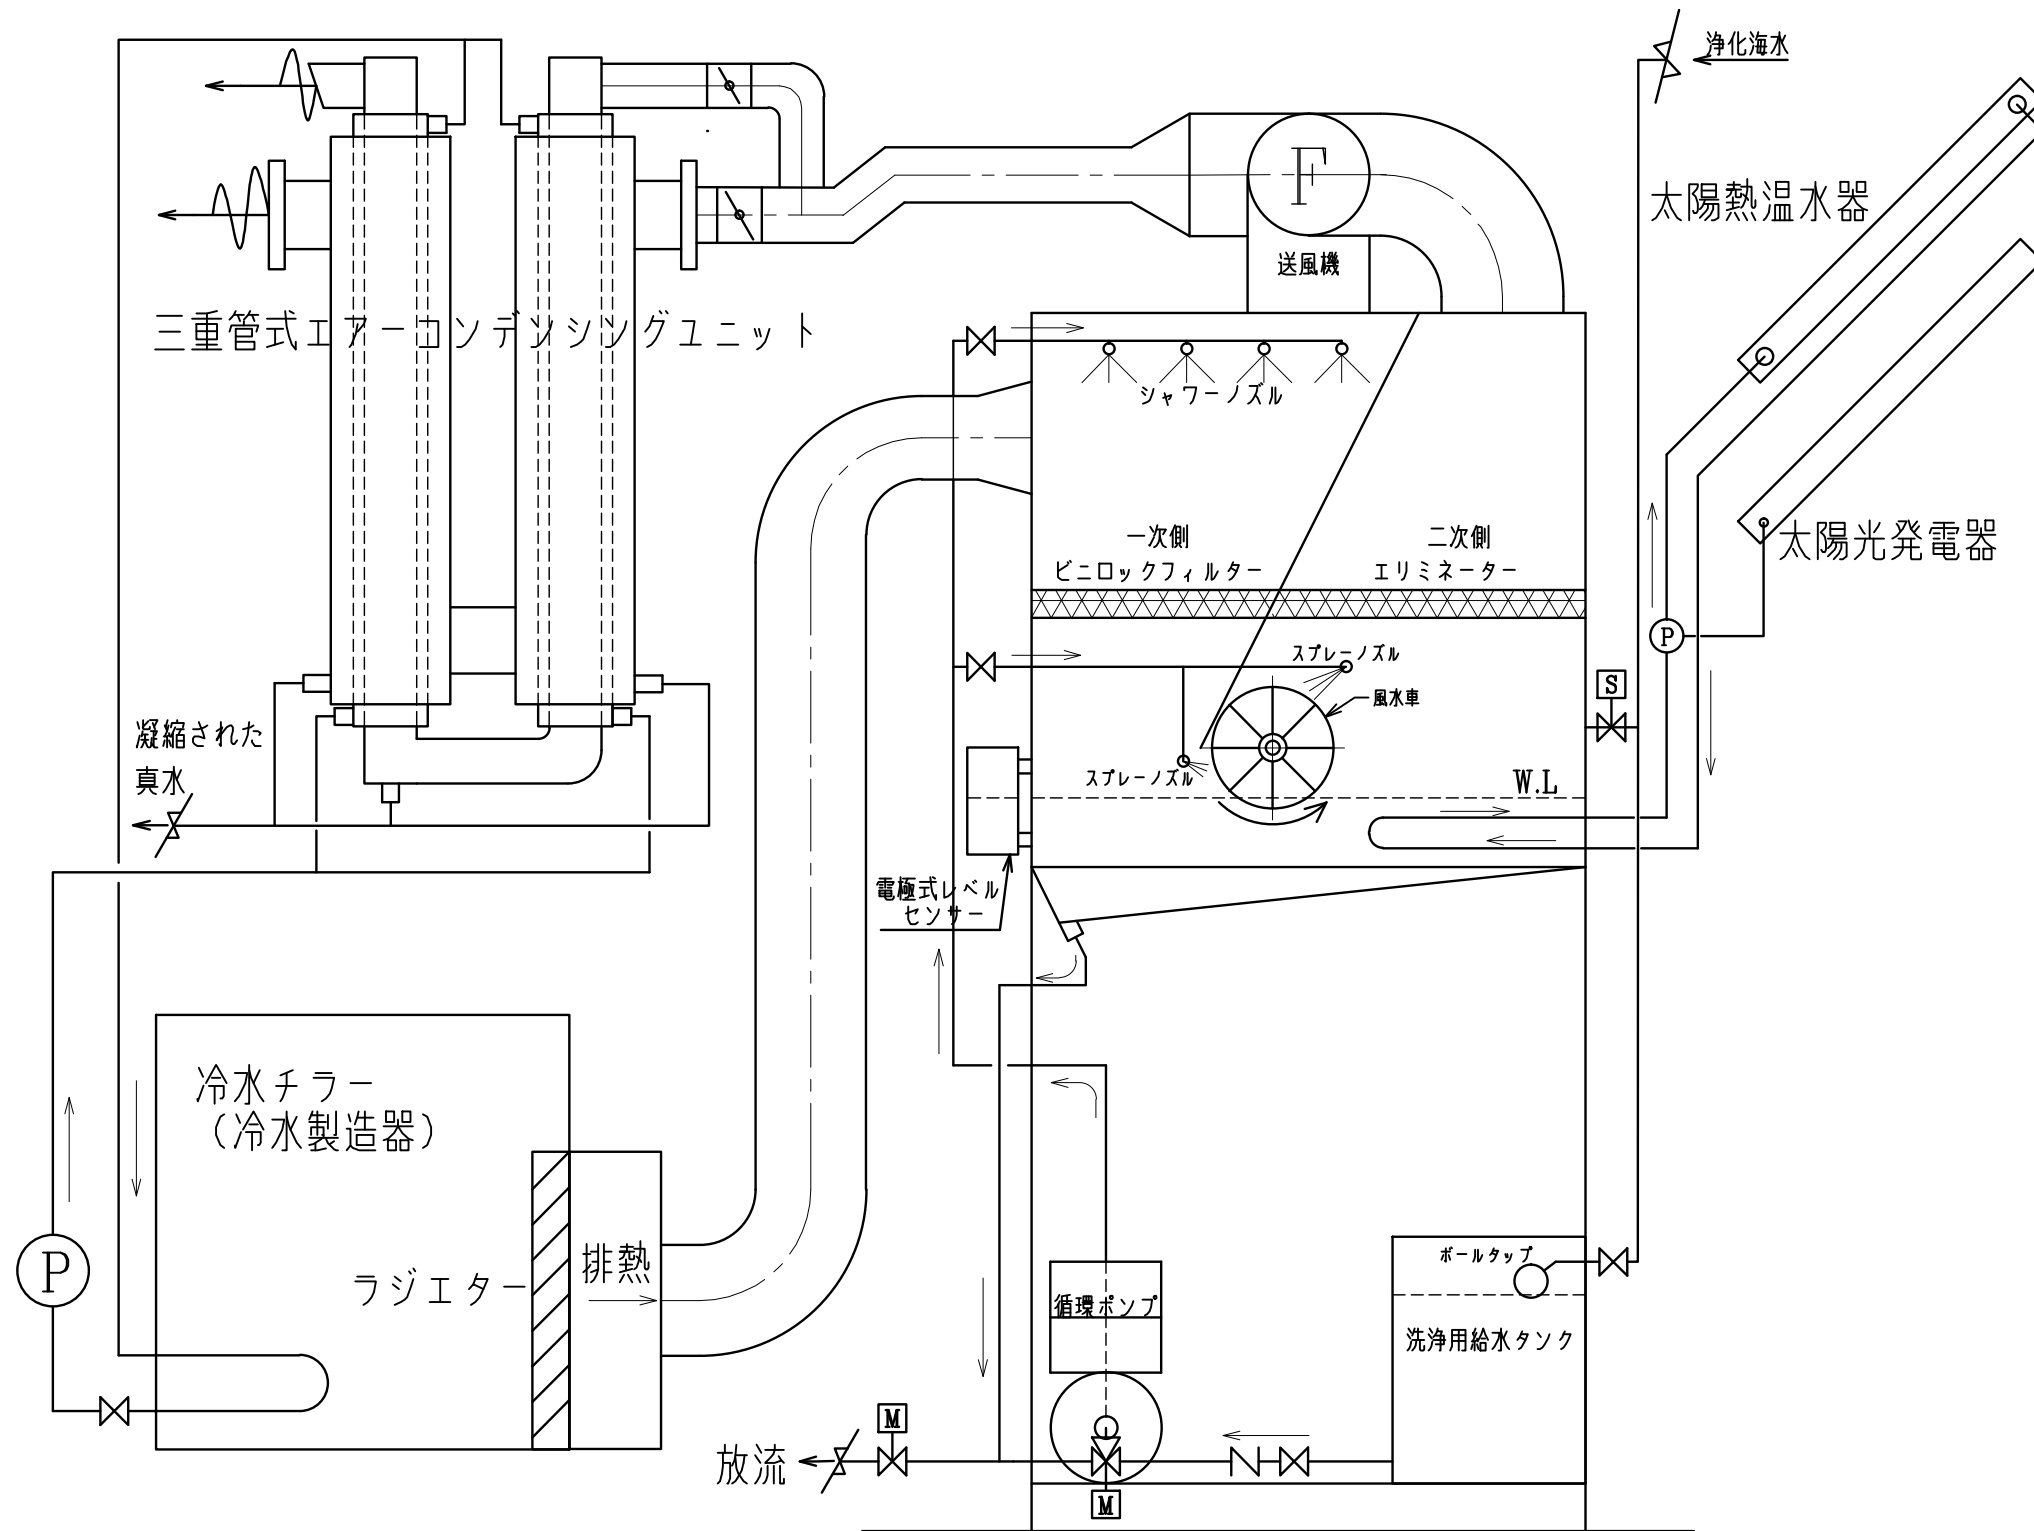 浄化海水
太陽熱温水器
F
送風機
三重管式エアーコンデンシングユニット
シャワーノズル
一次側
ビニロックフィルター
二次側
エリミネーター
太陽光発電器
P
スプレーノズル
風水車
S
凝縮された
真水
スプレーノズル
W.L
電極式レベル
センサー
冷水チラー
(冷水製造器)
P
ラジエター
排熱
循環ポンプ
ボールタップ
洗浄用給水タンク
M
放流
M